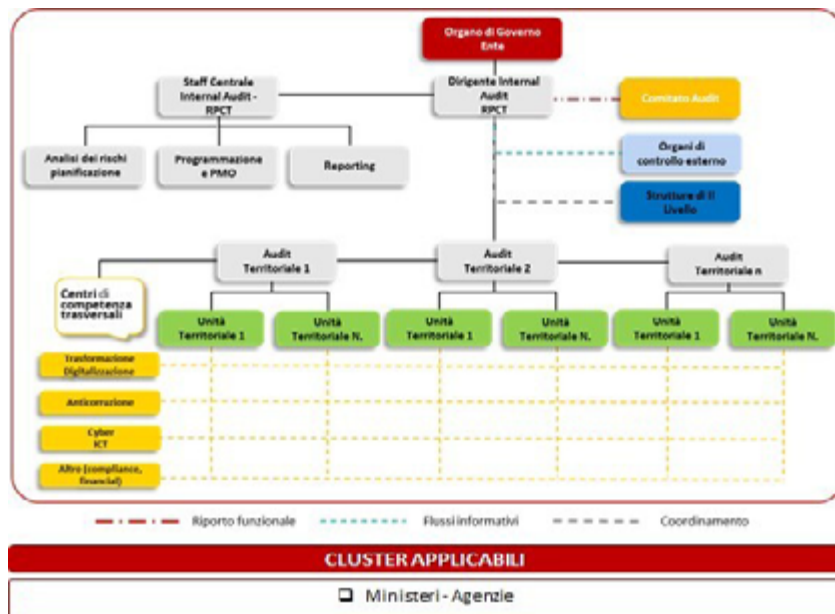 Organo di Governo
Ente
Staff Centrale
Internal Audit -
RPCT
Dirigente Internal
Audit
RPCT
Comitato Audit
Analisi dei rischi
pianificazione
Programmazione
e PMO
Reporting
Organi di
controllo esterno
Strutture di II
Livello
Audit
Territoriale 1
Audit
Territoriale 2
Audit
Territoriale n
Centri di
competenza
trasversali
Unità
Territoriale 1
Unità
Territoriale N.
Unità
Territoriale 1
Unità
Territoriale N.
Unità
Territoriale 1
Unità
Territoriale N.
Trasformazione
Digitalizzazione
Anticorruzione
Cyber
ICT
Altro (compliance,
financial)
Riporto funzionale
Flussi informativi
Coordinamento
CLUSTER APPLICABILI
Ministeri - Agenzie